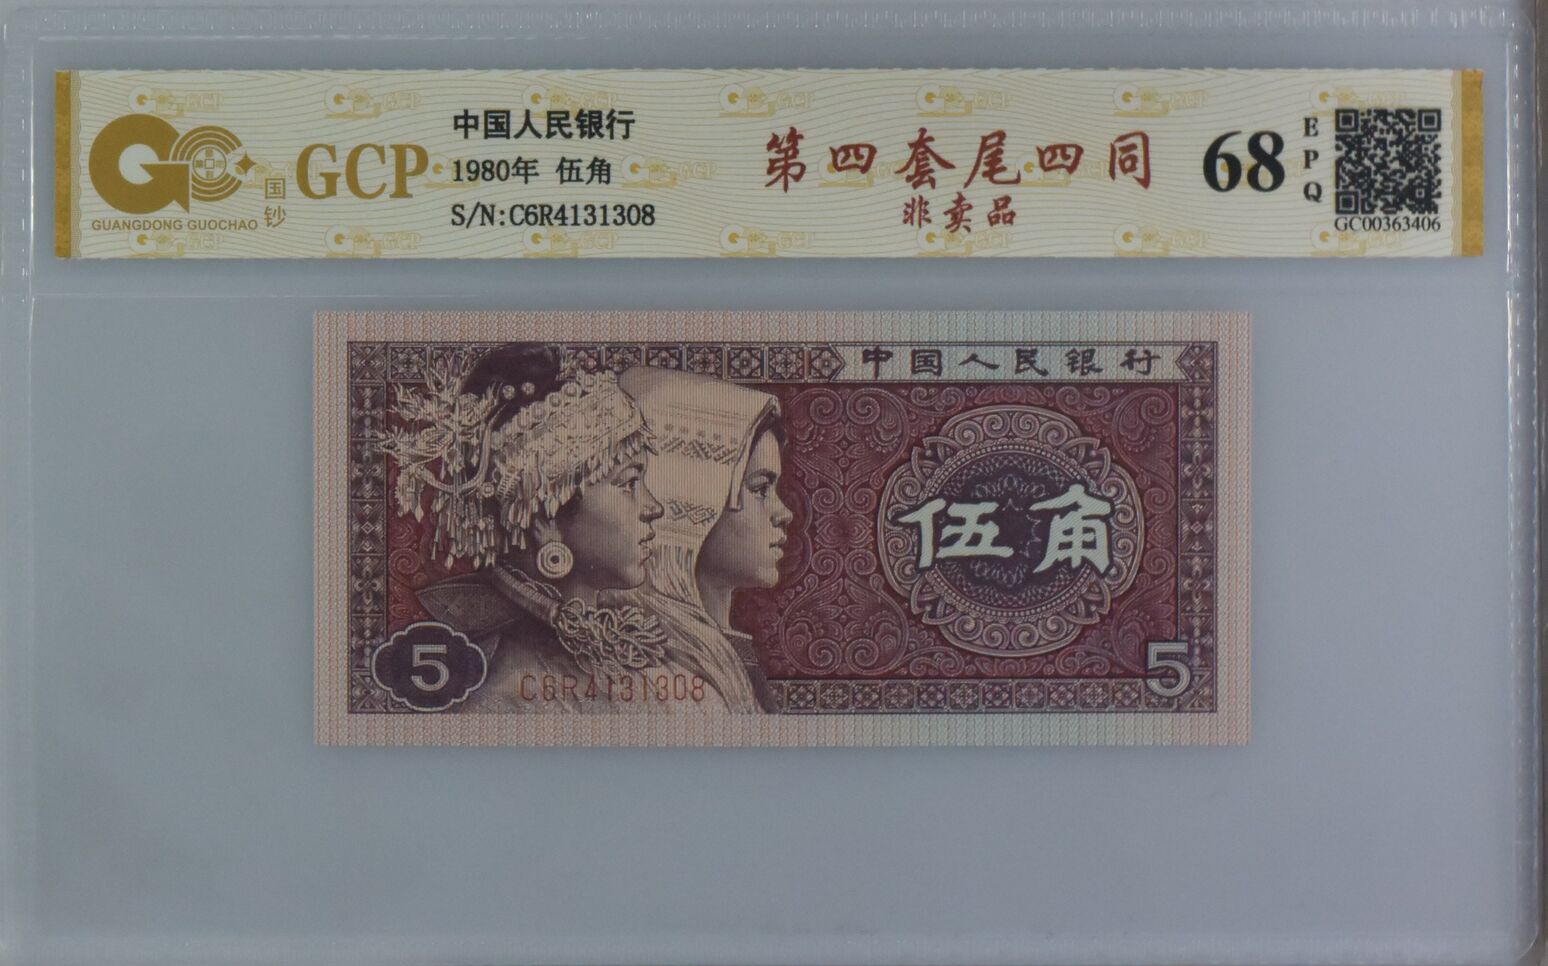 GUANGDONG GUOCHAO
国钞
GCP
中国人民银行
1980年 伍角
S/N:C6R4131308
第四套尾四同
非卖品
68
EPQ
GC00363406
中国人民银行
伍角
5
C6R4131308
5